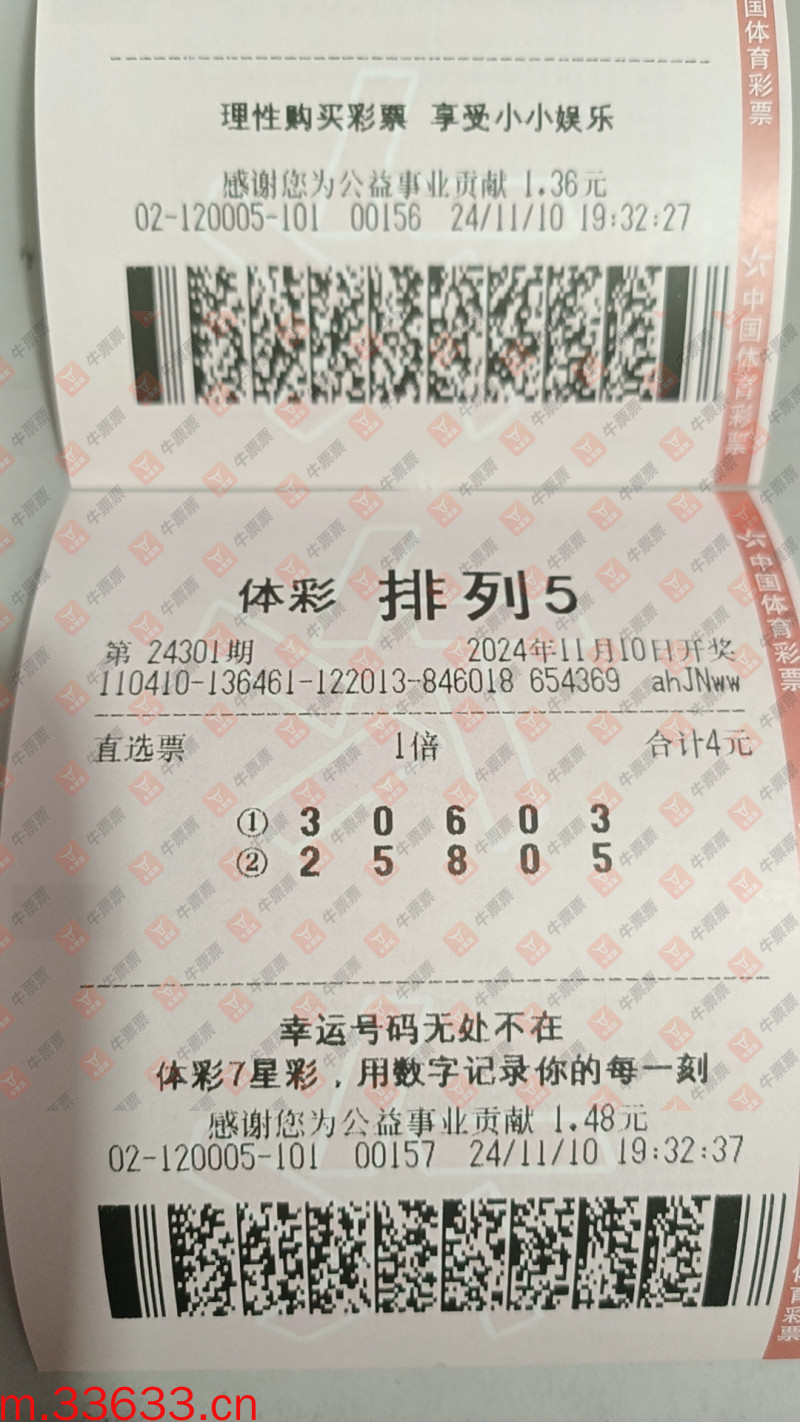 国体育彩票
理性购买彩票 享受小小娱乐
感谢您为公益事业贡献 1.36元
02-120005-101 00156 24/11/10 19:32:27
中国体育彩票
体彩 排列5
第 24301期 2024年11月10日开奖
110410-136461-122013-846018 654369 ahJNww
中国体育彩票
直选票 1倍 合计4元
① 3 0 6 0 3
② 2 5 8 0 5
幸运号码无处不在
体彩7星彩，用数字记录你的每一刻
感谢您为公益事业贡献 1.48元
02-120005-101 00157 24/11/10 19:32:37
体育彩票
牛票票
m.33633.cn